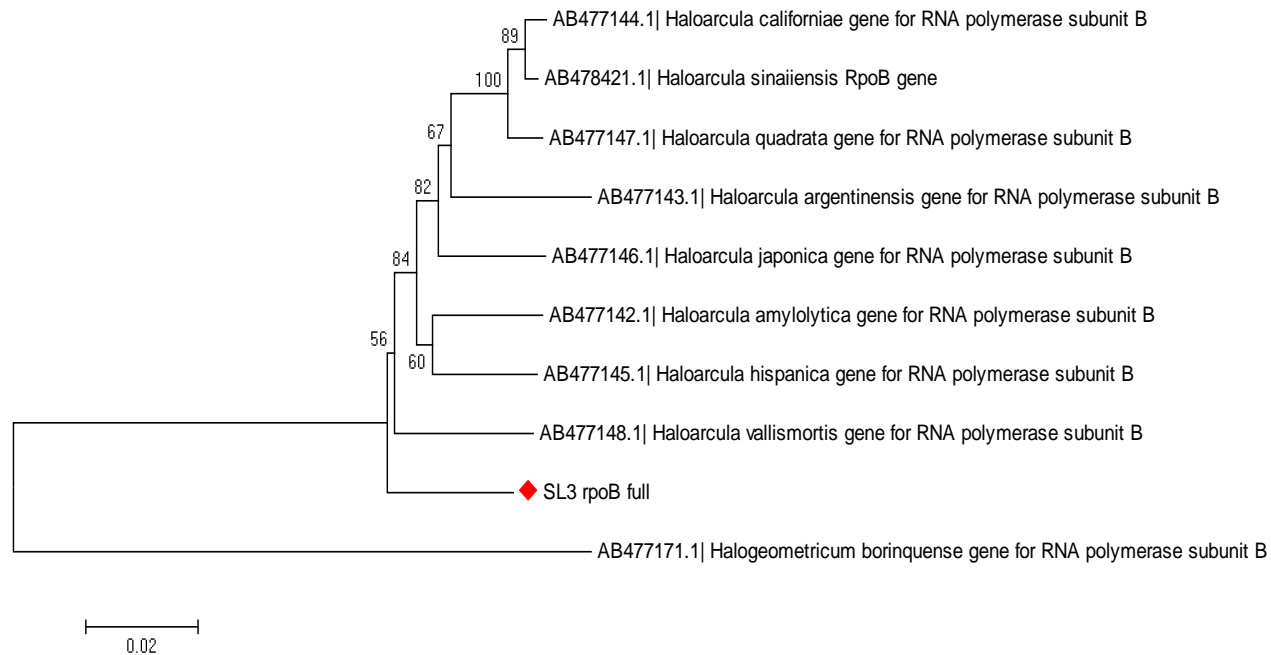 AB477144.1| Haloarcula californiae gene for RNA polymerase subunit B
89
AB478421.1| Haloarcula sinaiiensis RpoB gene
100
AB477147.1| Haloarcula quadrata gene for RNA polymerase subunit B
67
AB477143.1| Haloarcula argentinensis gene for RNA polymerase subunit B
82
AB477146.1| Haloarcula japonica gene for RNA polymerase subunit B
84
AB477142.1| Haloarcula amylolytica gene for RNA polymerase subunit B
56
60
AB477145.1| Haloarcula hispanica gene for RNA polymerase subunit B
AB477148.1| Haloarcula vallismortis gene for RNA polymerase subunit B
SL3 rpoB full
AB477171.1| Halogeometricum borinquense gene for RNA polymerase subunit B
0.02